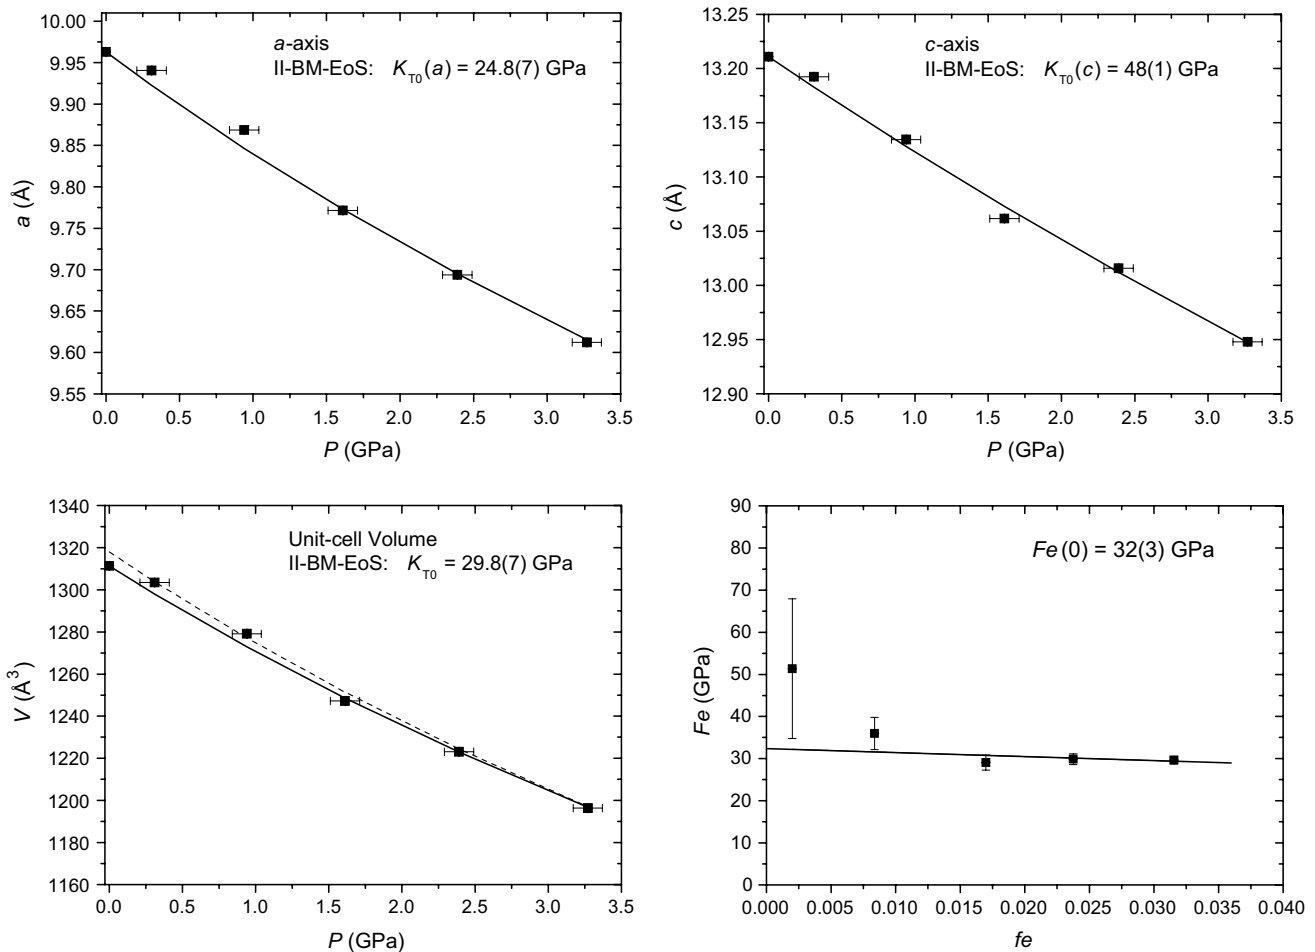 a-axis
II-BM-EoS: K_T0(a) = 24.8(7) GPa
10.00
9.95
9.90
9.85
9.80
9.75
9.70
9.65
9.60
9.55
a (Å)
0.0 0.5 1.0 1.5 2.0 2.5 3.0 3.5
P (GPa)
c-axis
II-BM-EoS: K_T0(c) = 48(1) GPa
13.25
13.20
13.15
13.10
13.05
13.00
12.95
12.90
c (Å)
0.0 0.5 1.0 1.5 2.0 2.5 3.0 3.5
P (GPa)
Unit-cell Volume
II-BM-EoS: K_T0 = 29.8(7) GPa
1340
1320
1300
1280
1260
1240
1220
1200
1180
1160
V (Å³)
0.0 0.5 1.0 1.5 2.0 2.5 3.0 3.5
P (GPa)
Fe(0) = 32(3) GPa
90
80
70
60
50
40
30
20
10
0
Fe (GPa)
0.000 0.005 0.010 0.015 0.020 0.025 0.030 0.035 0.040
fe